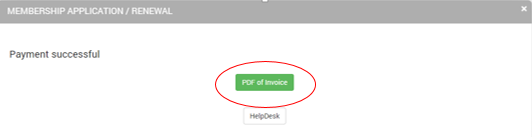 MEMBERSHIP APPLICATION / RENEWAL
×
Payment successful
PDF of Invoice
HelpDesk